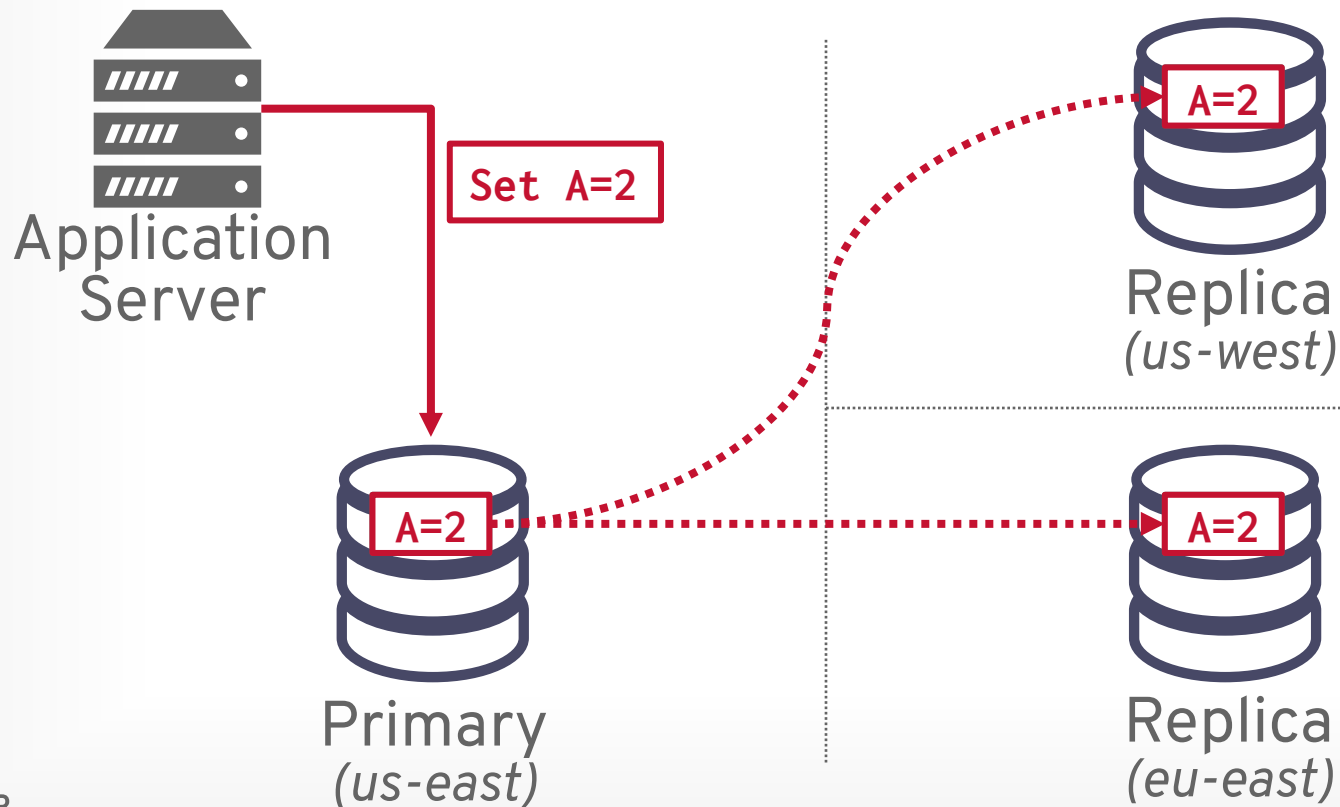 A=2
Set A=2
Application
Server
Replica
(us-west)
A=2
A=2
Primary
(us-east)
Replica
(eu-east)